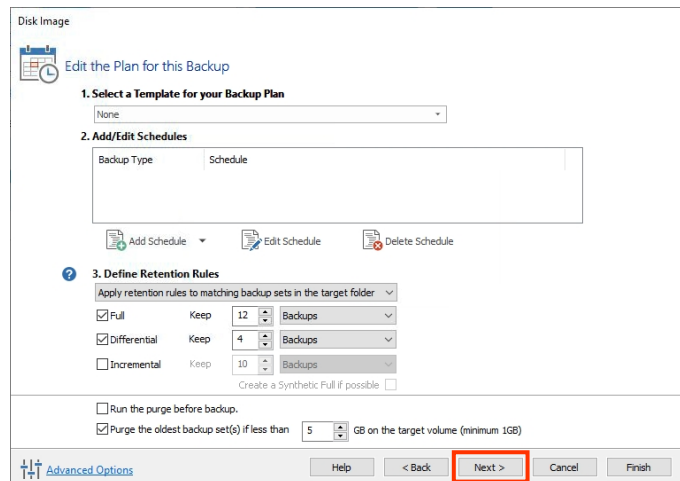 Disk Image
Edit the Plan for this Backup
1. Select a Template for your Backup Plan
None
2. Add/Edit Schedules
Backup Type Schedule
Add Schedule Edit Schedule Delete Schedule
? 3. Define Retention Rules
Apply retention rules to matching backup sets in the target folder
Full Keep 12 Backups
Differential Keep 4 Backups
Incremental Keep 10 Backups
Create a Synthetic Full if possible
Run the purge before backup.
Purge the oldest backup set(s) if less than 5 GB on the target volume (minimum 1GB)
Advanced Options Help < Back Next > Cancel Finish